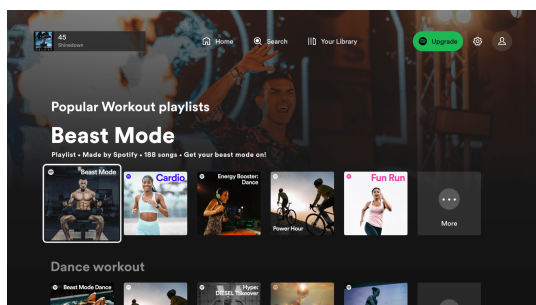 45
Shinedown
Home
Search
Your Library
Upgrade
Popular Workout playlists
Beast Mode
Playlist • Made by Spotify • 188 songs • Get your beast mode on!
Beast Mode
Cardio
Energy Booster:
Dance
Power Hour
Fun Run
More
Dance workout
Beast Mode Dance
Hype:
DIESEL Takeover